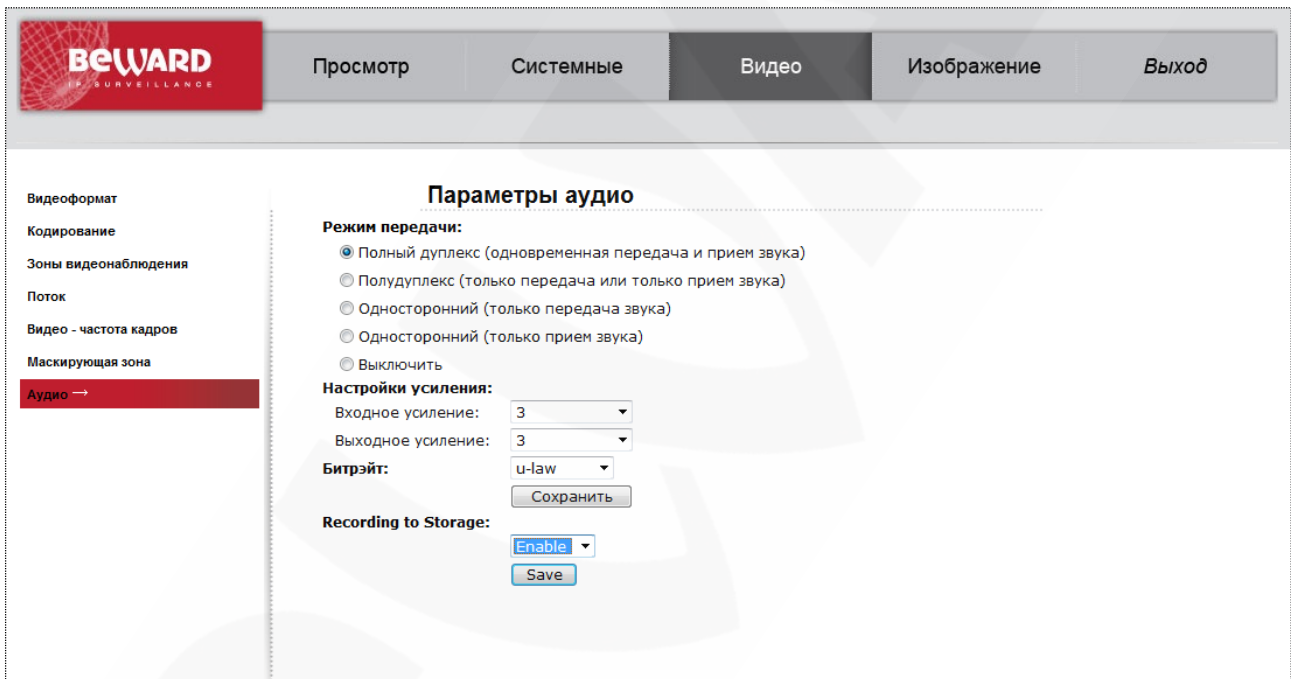 BEWARD
IP SURVEILLANCE
Просмотр
Системные
Видео
Изображение
Выход
Видеоформат
Кодирование
Зоны видеонаблюдения
Поток
Видео - частота кадров
Маскирующая зона
Аудио →
Параметры аудио
Режим передачи:
Полный дуплекс (одновременная передача и прием звука)
Полудуплекс (только передача или только прием звука)
Односторонний (только передача звука)
Односторонний (только прием звука)
Выключить
Настройки усиления:
Входное усиление: 3
Выходное усиление: 3
Битрэйт: u-law
Сохранить
Recording to Storage:
Enable
Save